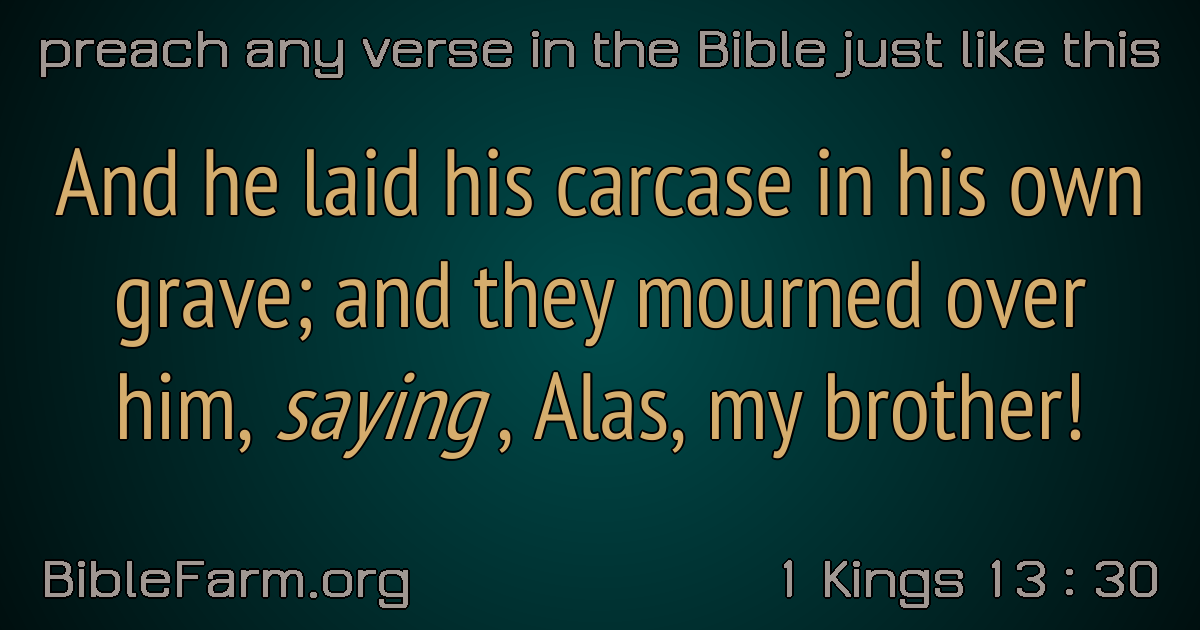 preach any verse in the Bible just like this
And he laid his carcase in his own
grave; and they mourned over
him, saying , Alas, my brother!
BibleFarm.org
1 Kings 13 : 30